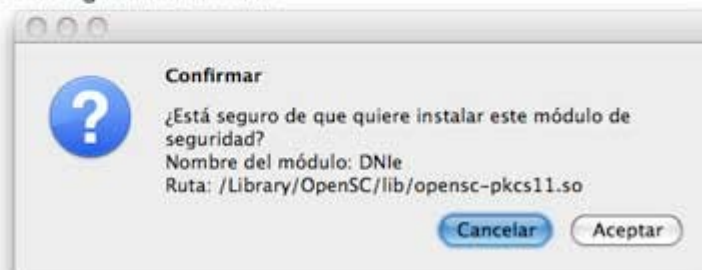 Confirmar
¿Está seguro de que quiere instalar este módulo de
seguridad?
Nombre del módulo: DNIe
Ruta: /Library/OpenSC/lib/opensc-pkcs11.so
Cancelar Aceptar